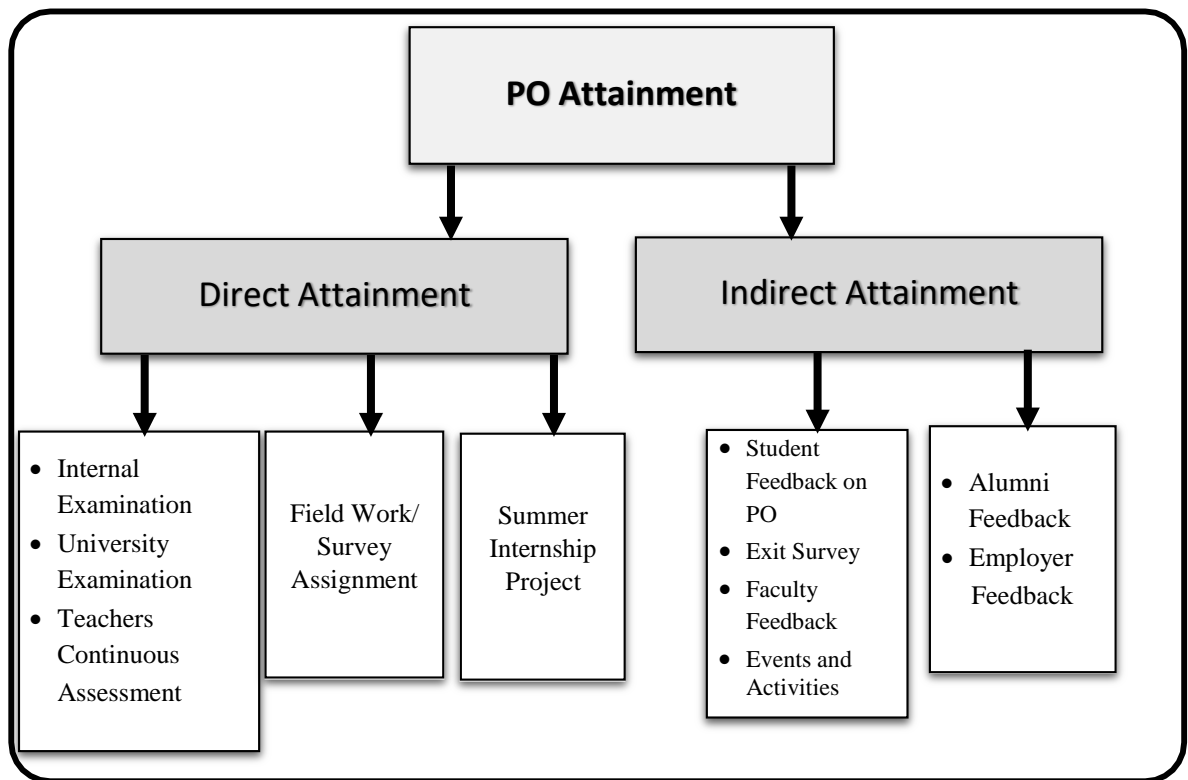 PO Attainment
Direct Attainment
Indirect Attainment
• Internal
Examination
• University
Examination
• Teachers
Continuous
Assessment
Field Work/
Survey
Assignment
Summer
Internship
Project
• Student
Feedback on
PO
• Exit Survey
• Faculty
Feedback
• Events and
Activities
• Alumni
Feedback
• Employer
Feedback